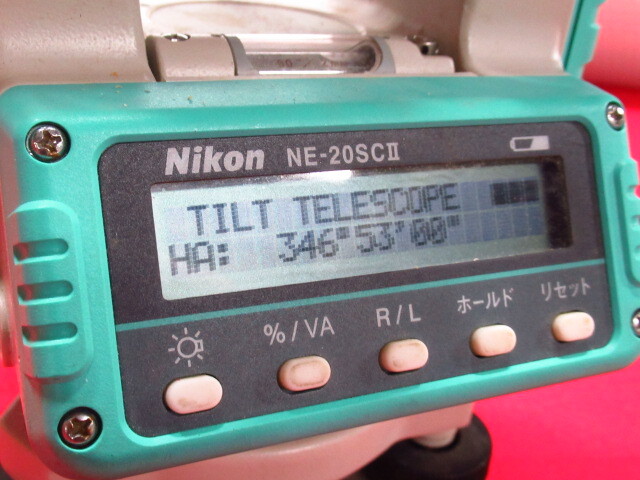 Nikon NE-20SCⅡ
TILT TELESCOPE
HA: 346°53'00"
%/VA R/L ホールド リセット